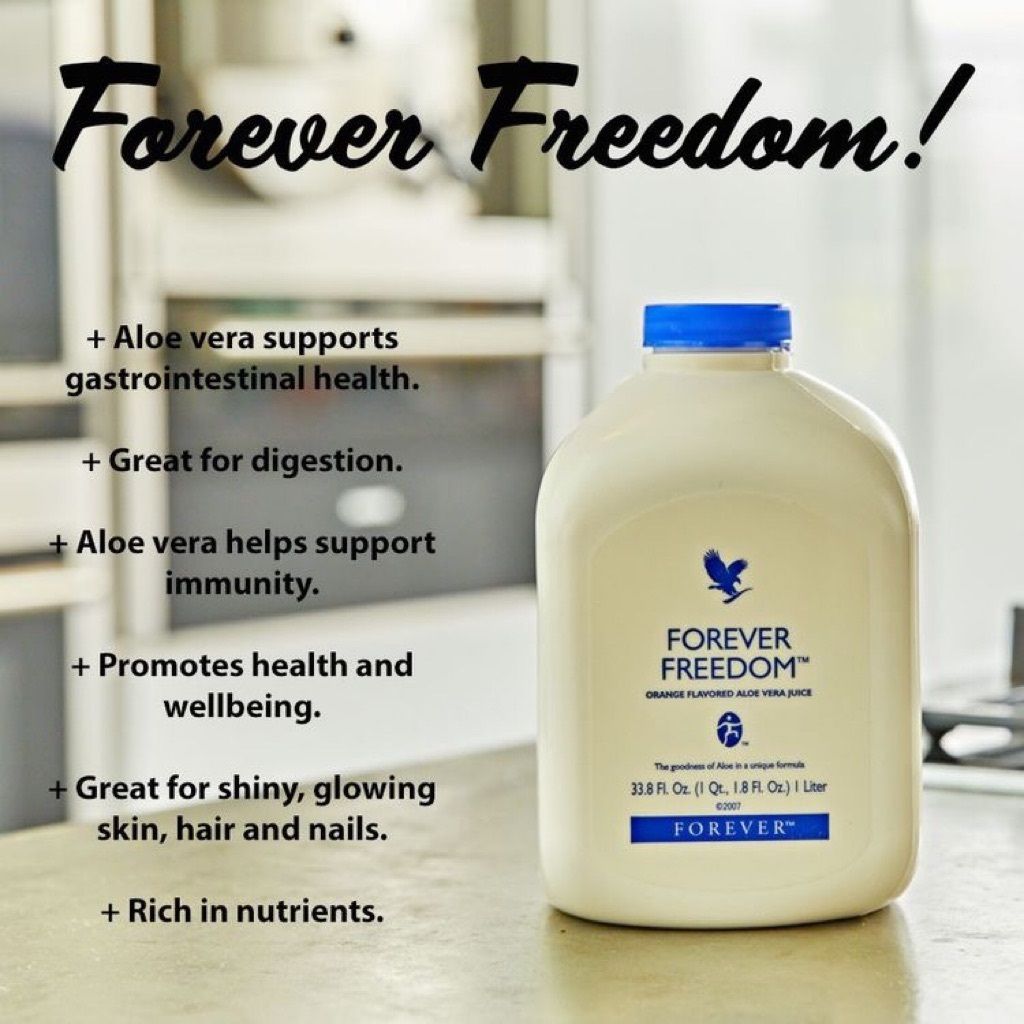 Forever Freedom!
+ Aloe vera supports
gastrointestinal health.
+ Great for digestion.
+ Aloe vera helps support
immunity.
+ Promotes health and
wellbeing.
+ Great for shiny, glowing
skin, hair and nails.
+ Rich in nutrients.
FOREVER
FREEDOM™
ORANGE FLAVORED ALOE VERA JUICE
™
The goodness of Aloe in a unique formula
33.8 Fl. Oz. (1 Qt., 1.8 Fl. Oz.) 1 Liter
©2007
FOREVER™